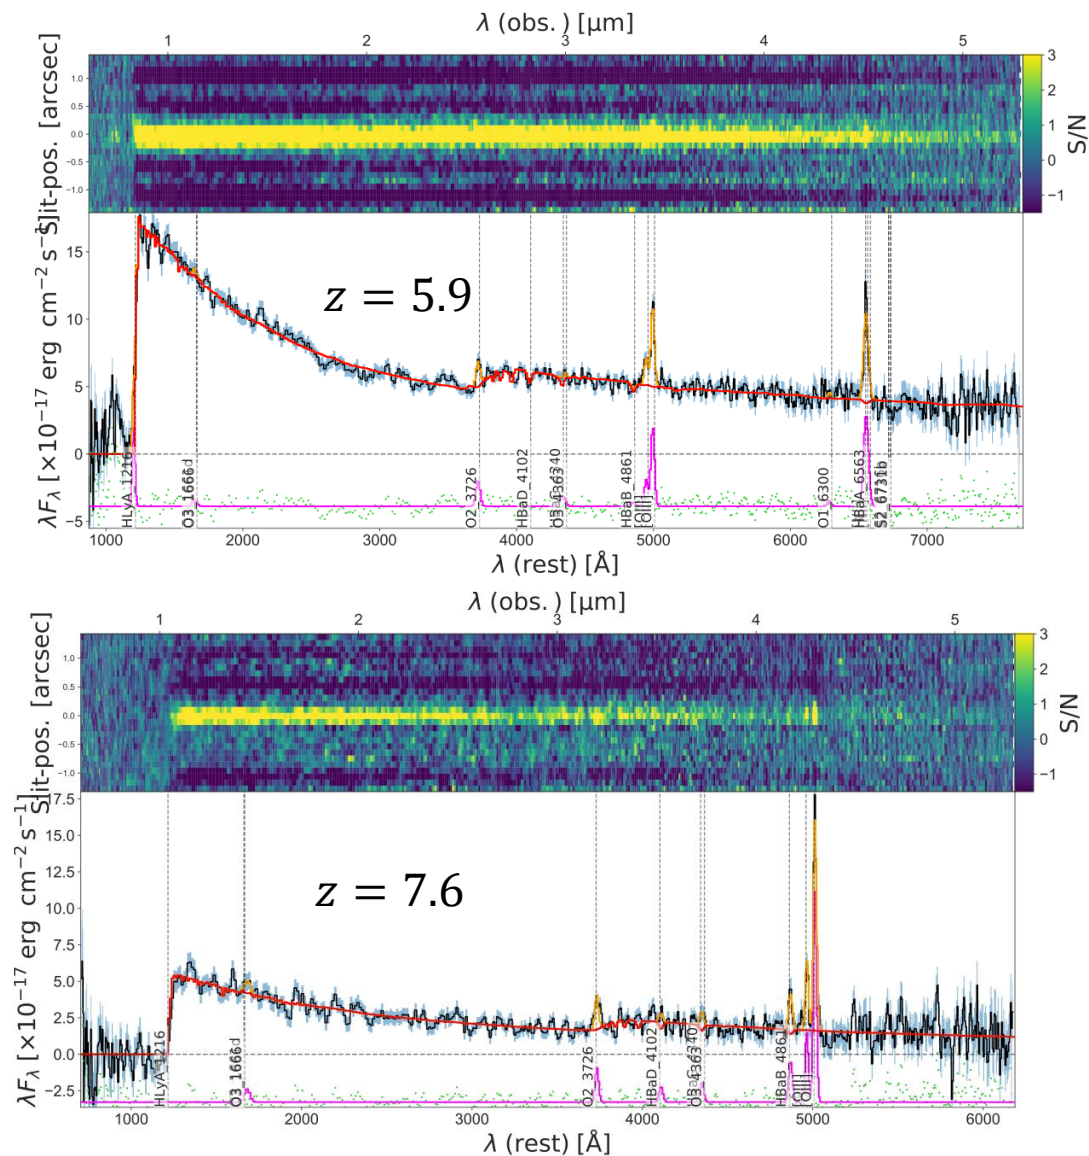 λ (obs.) [μm]
1 2 3 4 5
Slit-pos. [arcsec]
1.0
0.5
0.0
−0.5
−1.0
3
2
1
0
−1
S/N
λF_λ [×10⁻¹⁷ erg cm⁻² s⁻¹]
15
10
5
0
−5
z = 5.9
HLyA_1216
O3_1666d
O2_3726
HBaD_4102
HBaB_4861
[OIII]
O1_6300
HBaA_6563
S2_6731b
1000 2000 3000 4000 5000 6000 7000
λ (rest) [Å]
λ (obs.) [μm]
1 2 3 4 5
Slit-pos. [arcsec]
1.0
0.5
0.0
−0.5
−1.0
3
2
1
0
−1
S/N
λF_λ [×10⁻¹⁷ erg cm⁻² s⁻¹]
17.5
15.0
12.5
10.0
7.5
5.0
2.5
0.0
−2.5
z = 7.6
HLyA_1216
O3_1666d
O2_3726
HBaD_4102
HBaB_4861
[OIII]
[OIII]
1000 2000 3000 4000 5000 6000
λ (rest) [Å]